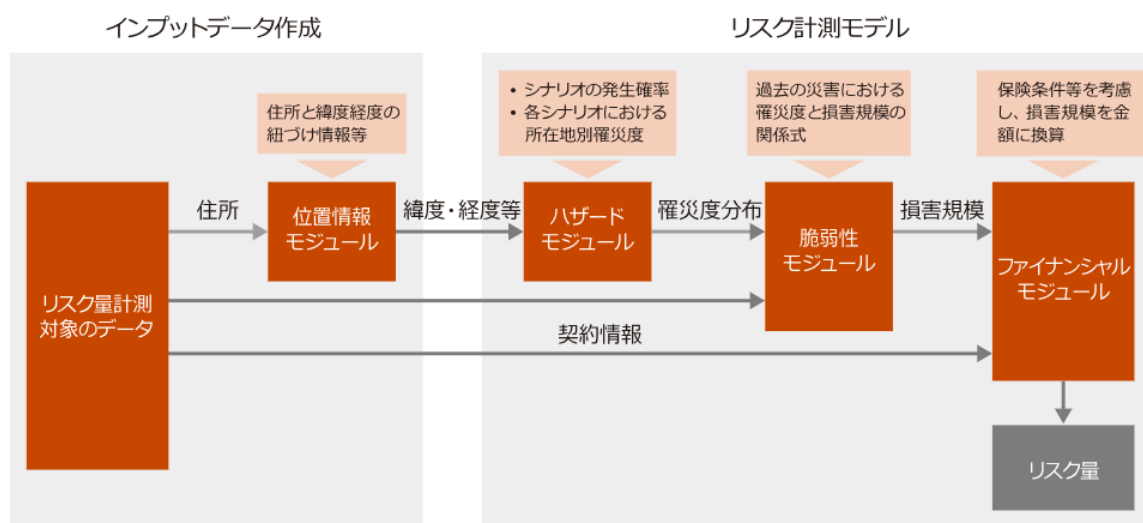 インプットデータ作成
リスク計測モデル
住所と緯度経度の
紐づけ情報等
• シナリオの発生確率
• 各シナリオにおける
所在地別罹災度
過去の災害における
罹災度と損害規模の
関係式
保険条件等を考慮
し、損害規模を金
額に換算
リスク量計測
対象のデータ
住所
位置情報
モジュール
緯度・経度等
ハザード
モジュール
罹災度分布
脆弱性
モジュール
損害規模
ファイナンシャル
モジュール
契約情報
リスク量